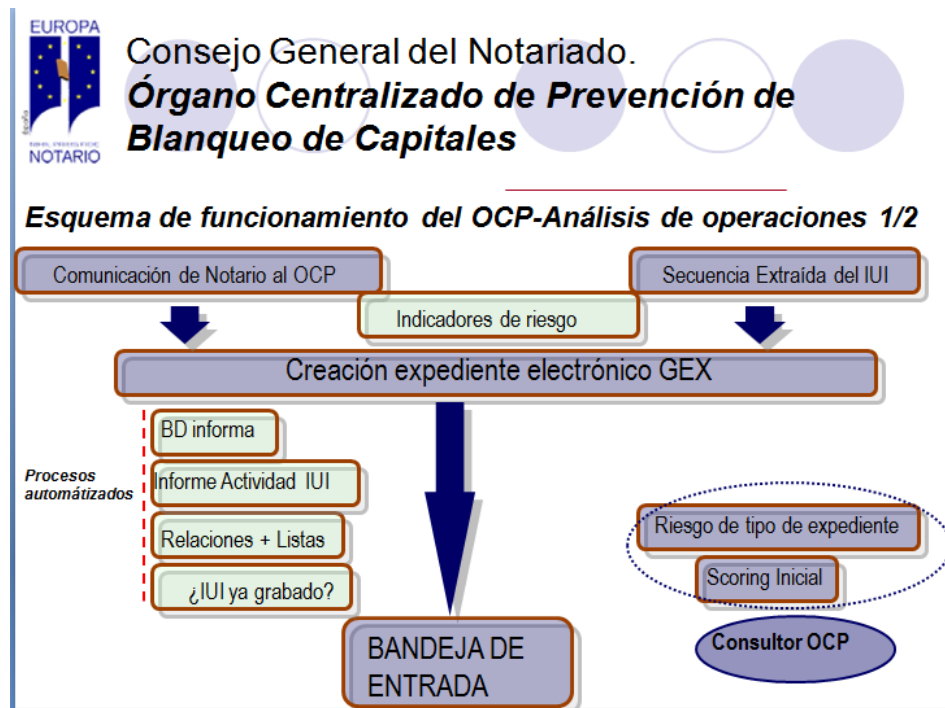 EUROPA
España
NOTARIO
Consejo General del Notariado.
Órgano Centralizado de Prevención de
Blanqueo de Capitales
Esquema de funcionamiento del OCP-Análisis de operaciones 1/2
Comunicación de Notario al OCP
Secuencia Extraída del IUI
Indicadores de riesgo
Creación expediente electrónico GEX
Procesos
automátizados
BD informa
Informe Actividad IUI
Relaciones + Listas
¿IUI ya grabado?
Riesgo de tipo de expediente
Scoring Inicial
Consultor OCP
BANDEJA DE
ENTRADA